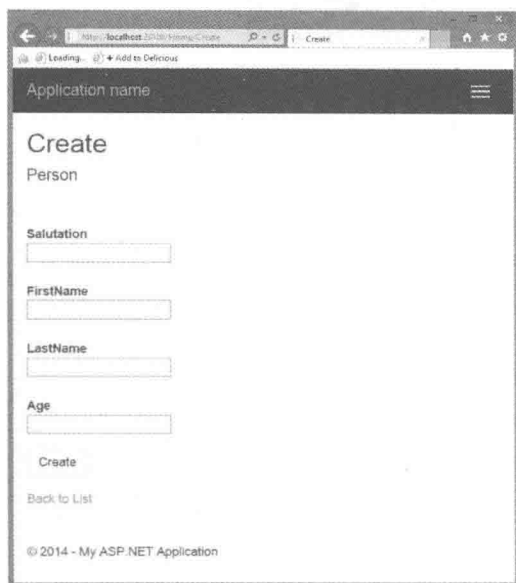 http://localhost
Create
Loading... + Add to Delicious
Application name
Create
Person
Salutation
FirstName
LastName
Age
Create
Back to List
© 2014 - My ASP.NET Application